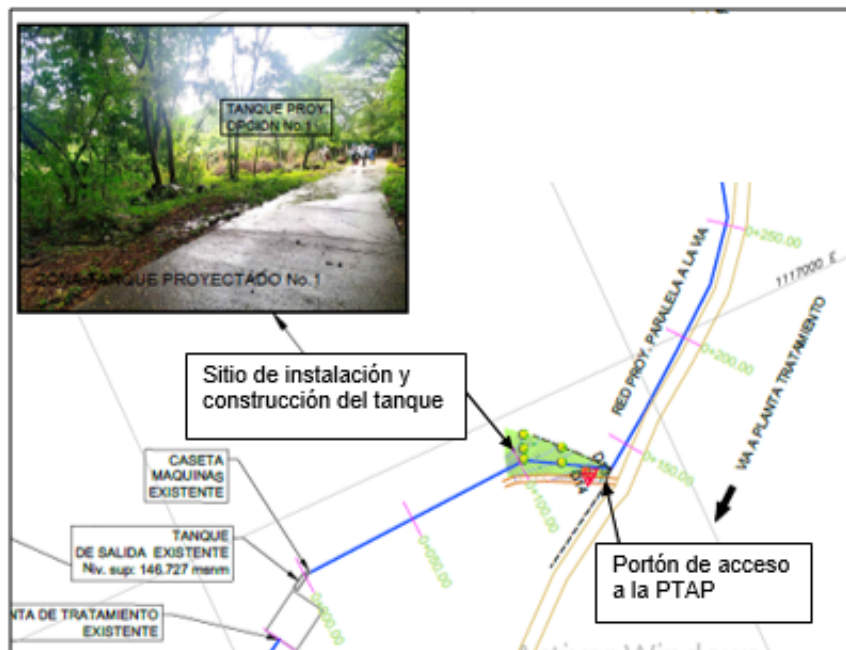 TANQUE PROY.
OPCION No.1
ZONA TANQUE PROYECTADO No.1
Sitio de instalación y
construcción del tanque
RED PROY. PARALELA A LA VIA
0+250.00
1117000 E
0+200.00
VIA A PLANTA TRATAMIENTO
0+150.00
CASETA
MAQUINAS
EXISTENTE
0+100.00
0+050.00
TANQUE
DE SALIDA EXISTENTE
Niv. sup: 146.727 msnm
Portón de acceso
a la PTAP
NTA DE TRATAMIENTO
EXISTENTE
0+000.00